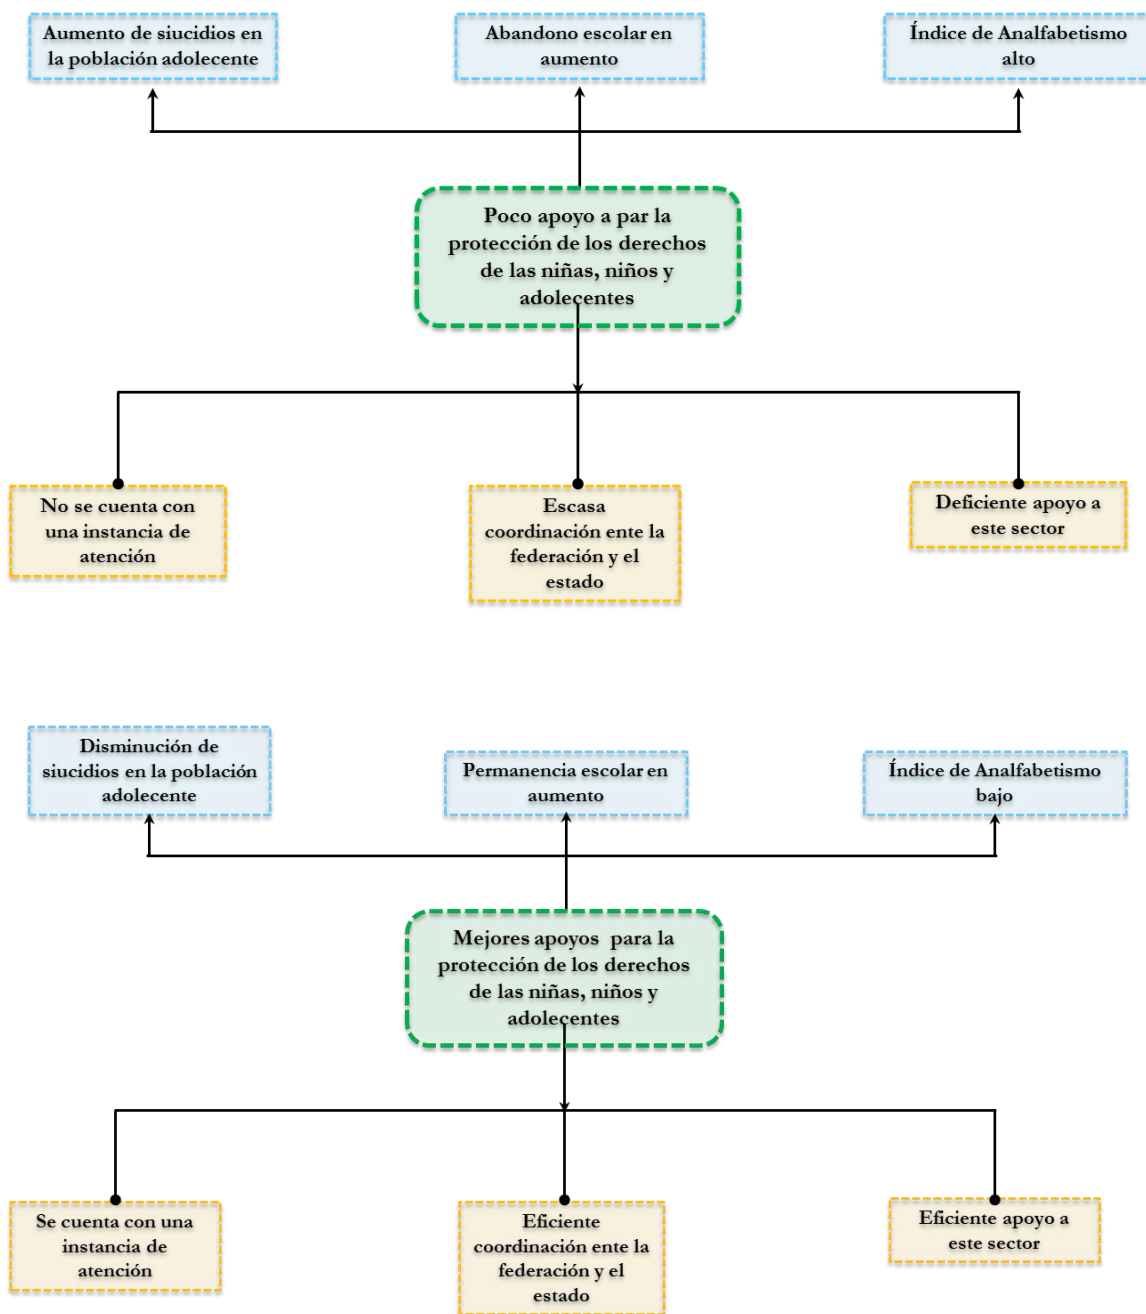 Aumento de siucidios en
la población adolecente
Abandono escolar en
aumento
Índice de Analfabetismo
alto
Poco apoyo a par la
protección de los derechos
de las niñas, niños y
adolecentes
No se cuenta con
una instancia de
atención
Escasa
coordinación ente la
federación y el
estado
Deficiente apoyo a
este sector
Disminución de
siucidios en la población
adolecente
Permanencia escolar en
aumento
Índice de Analfabetismo
bajo
Mejores apoyos  para la
protección de los derechos
de las niñas, niños y
adolecentes
Se cuenta con una
instancia de
atención
Eficiente
coordinación ente la
federación y el
estado
Eficiente apoyo a
este sector